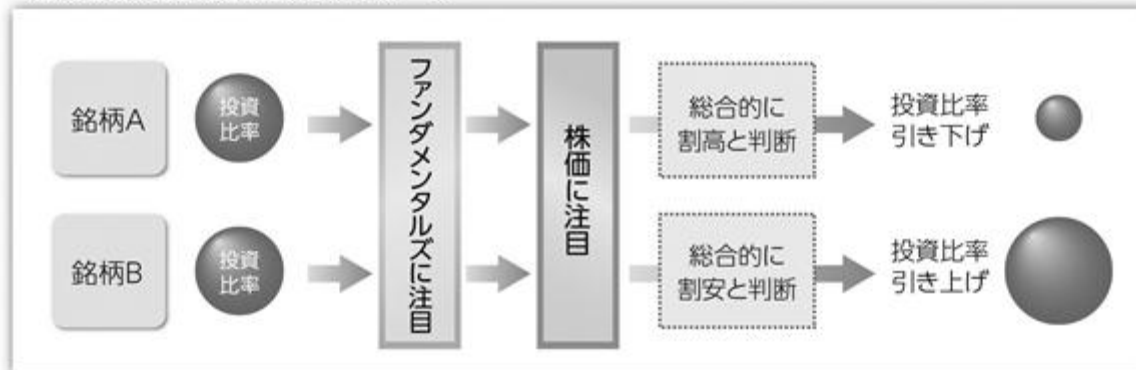 銘柄A
投資
比率
ファンダメンタルズに注目
株価に注目
総合的に
割高と判断
投資比率
引き下げ
銘柄B
投資
比率
総合的に
割安と判断
投資比率
引き上げ